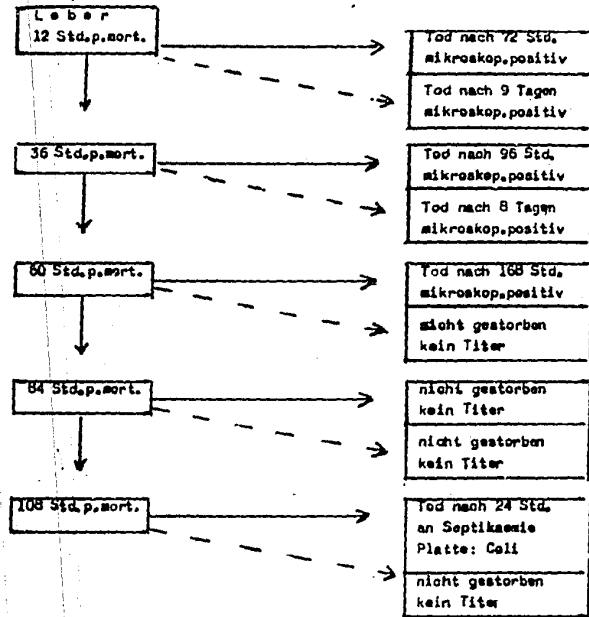 Leber
12 Std.p.mort.
Tod nach 72 Std.
mikroskop.positiv
Tod nach 9 Tagen
mikroskop.positiv
36 Std.p.mort.
Tod nach 96 Std.
mikroskop.positiv
Tod nach 8 Tagen
mikroskop.positiv
60 Std.p.mort.
Tod nach 168 Std.
mikroskop.positiv
nicht gestorben
kein Titer
84 Std.p.mort.
nicht gestorben
kein Titer
nicht gestorben
kein Titer
108 Std.p.mort.
Tod nach 24 Std.
an Septikaemie
Platte: Coli
nicht gestorben
kein Titer